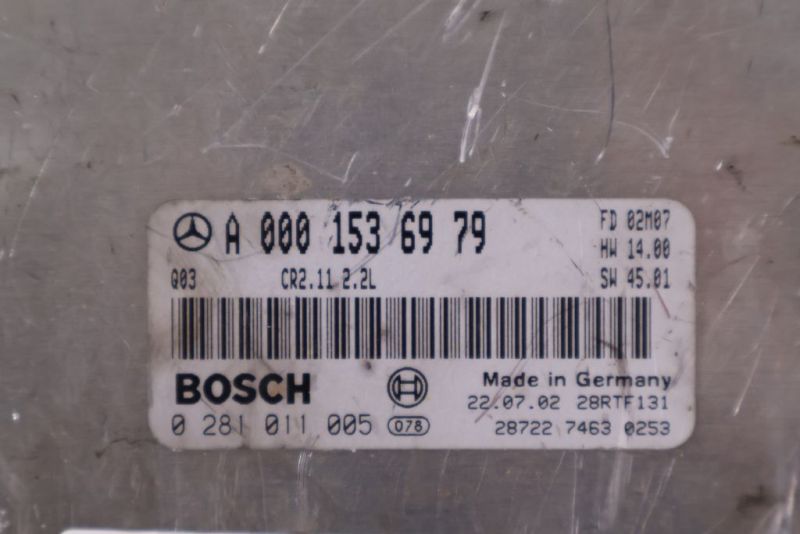 A 000 153 69 79
FD 02M07
HW 14.00
Q03 CR2.11 2.2L
SW 45.01
BOSCH
Made in Germany
22.07.02 28RTF131
0 281 011 005 078
28722 7463 0253